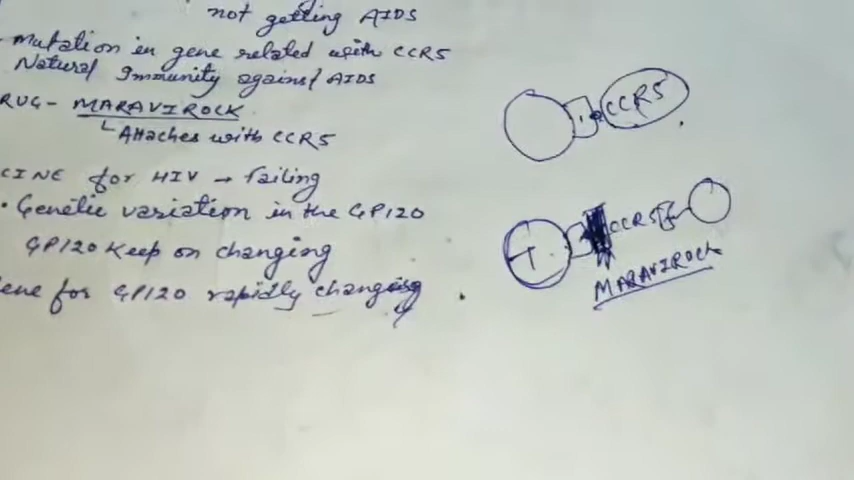 not getting AIDS
- Mutation in gene related with CCR5
Natural Immunity against AIDS
RUG - MARAVIROCK
Attaches with CCR5
CINE for HIV → failing
• Genetic variation in the GP120
GP120 Keep on changing
ene for GP120 rapidly changing
CCR5
T CCR5
MARAVIROCK